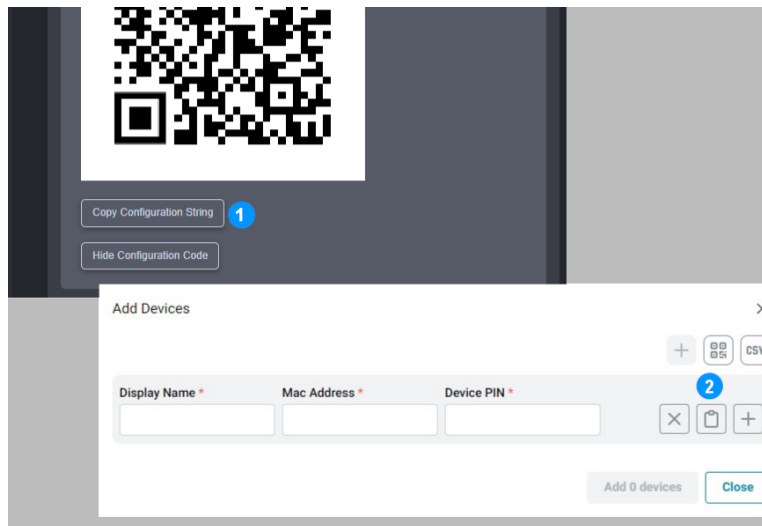 Copy Configuration String
1
Hide Configuration Code
Add Devices
CSV
Display Name * Mac Address * Device PIN *
2
Add 0 devices Close